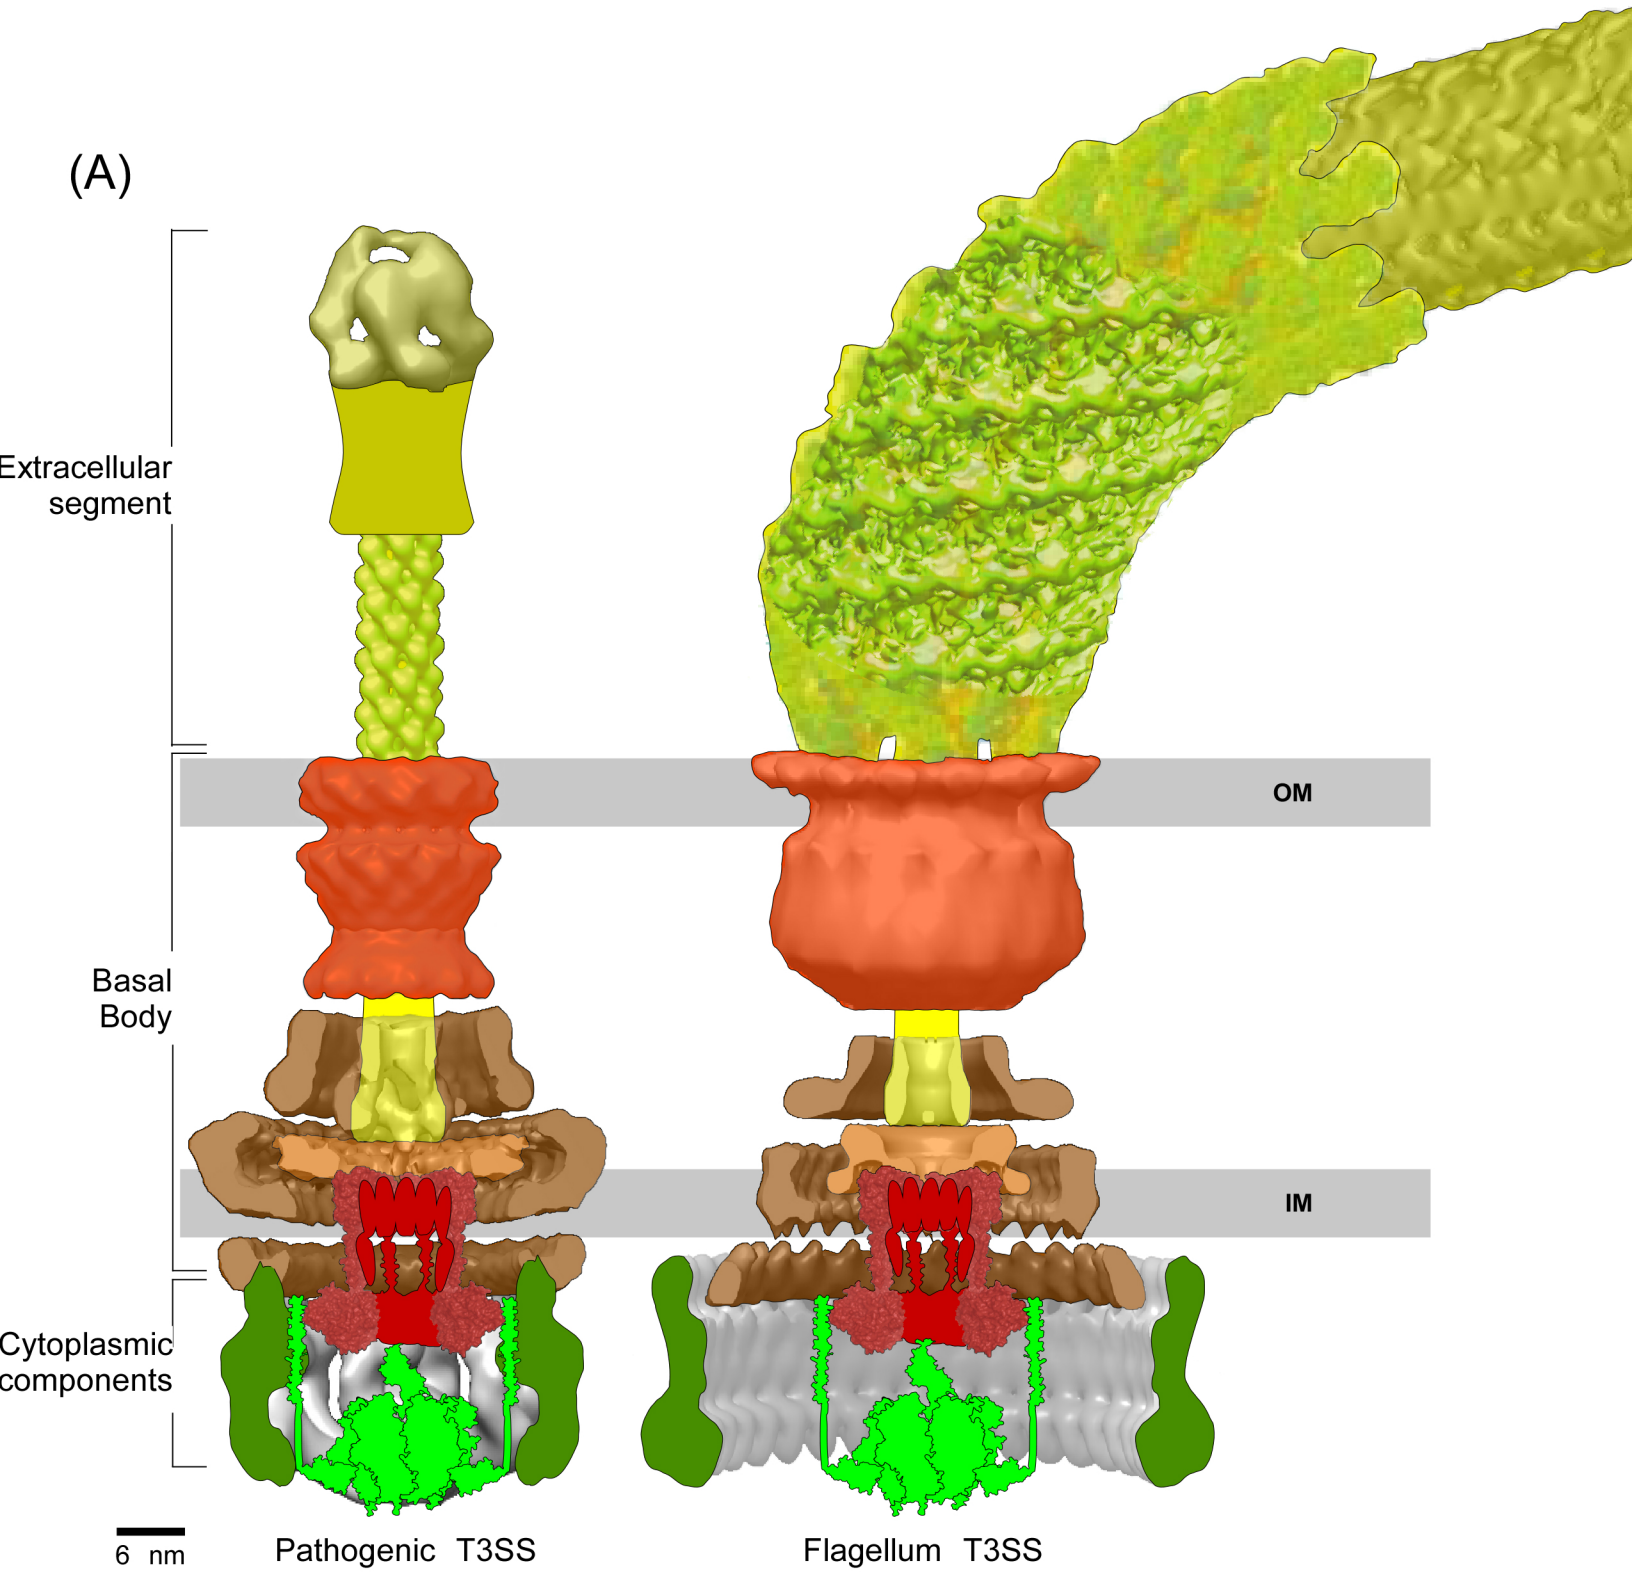 (A)
Extracellular
segment
OM
Basal
Body
IM
Cytoplasmic
components
6 nm
Pathogenic T3SS
Flagellum T3SS